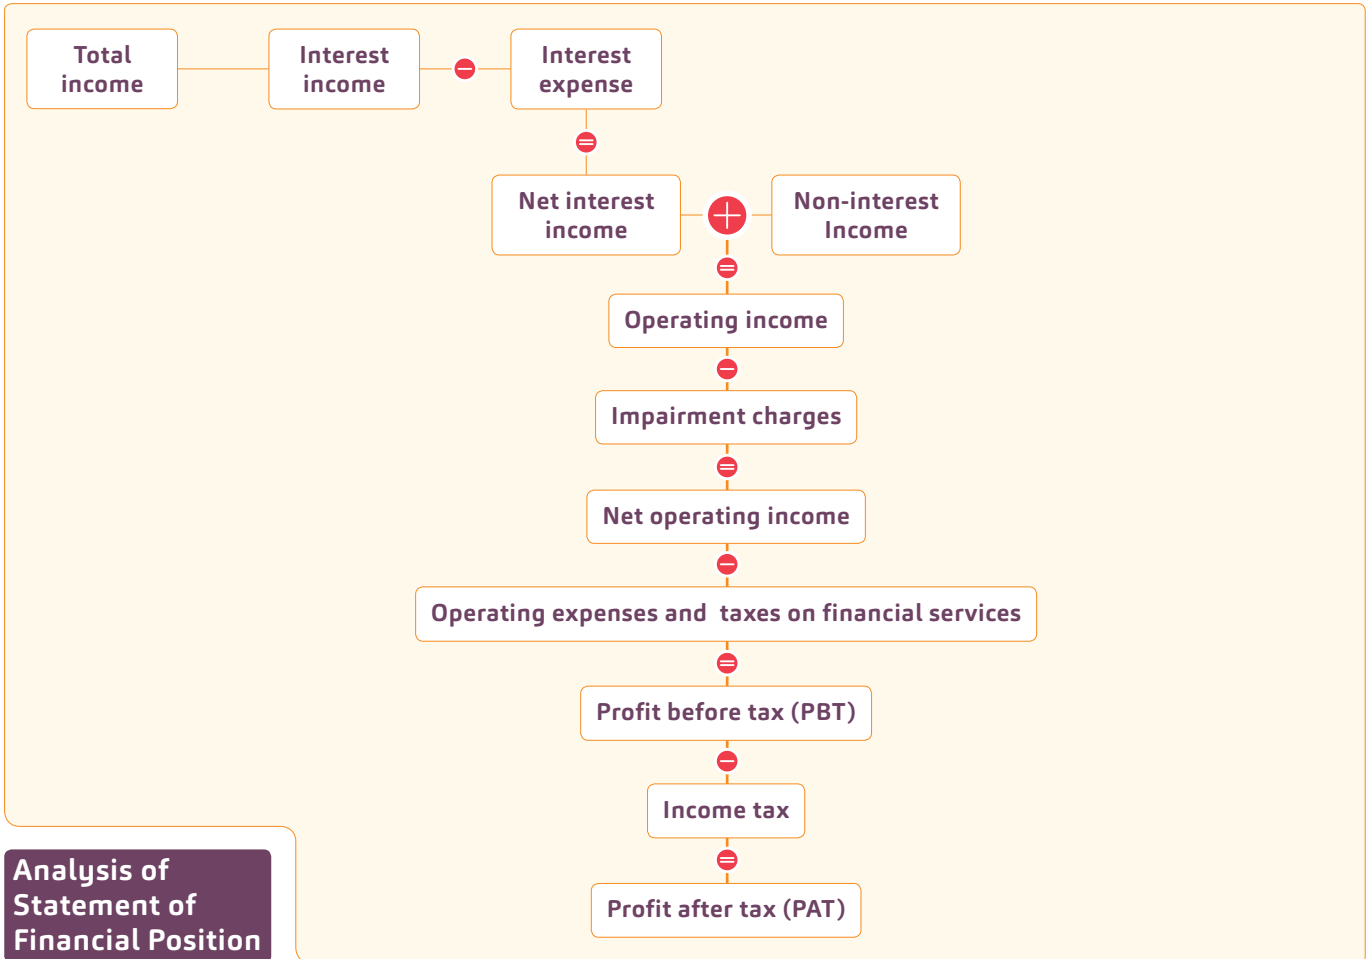 Total
income
Interest
income
Interest
expense
Net interest
income
Non-interest
Income
Operating income
Impairment charges
Net operating income
Operating expenses and  taxes on financial services
Profit before tax (PBT)
Income tax
Profit after tax (PAT)
Analysis of
Statement of
Financial Position